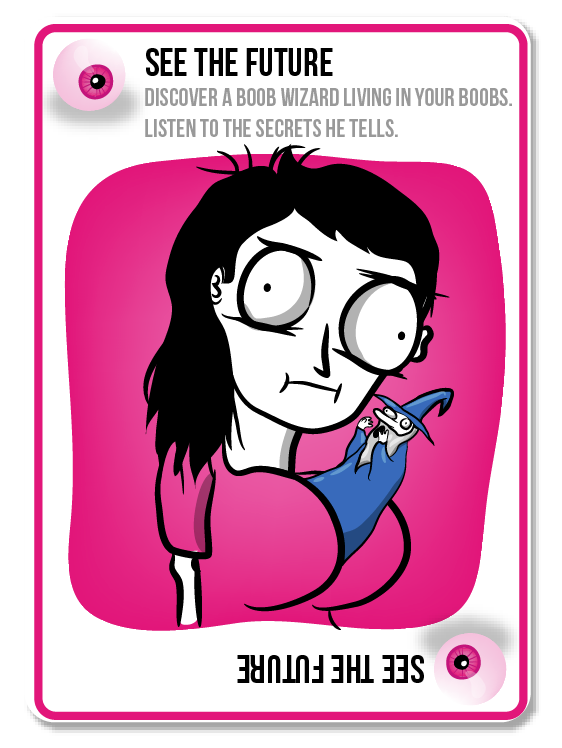 SEE THE FUTURE
DISCOVER A BOOB WIZARD LIVING IN YOUR BOOBS.
LISTEN TO THE SECRETS HE TELLS.
SEE THE FUTURE